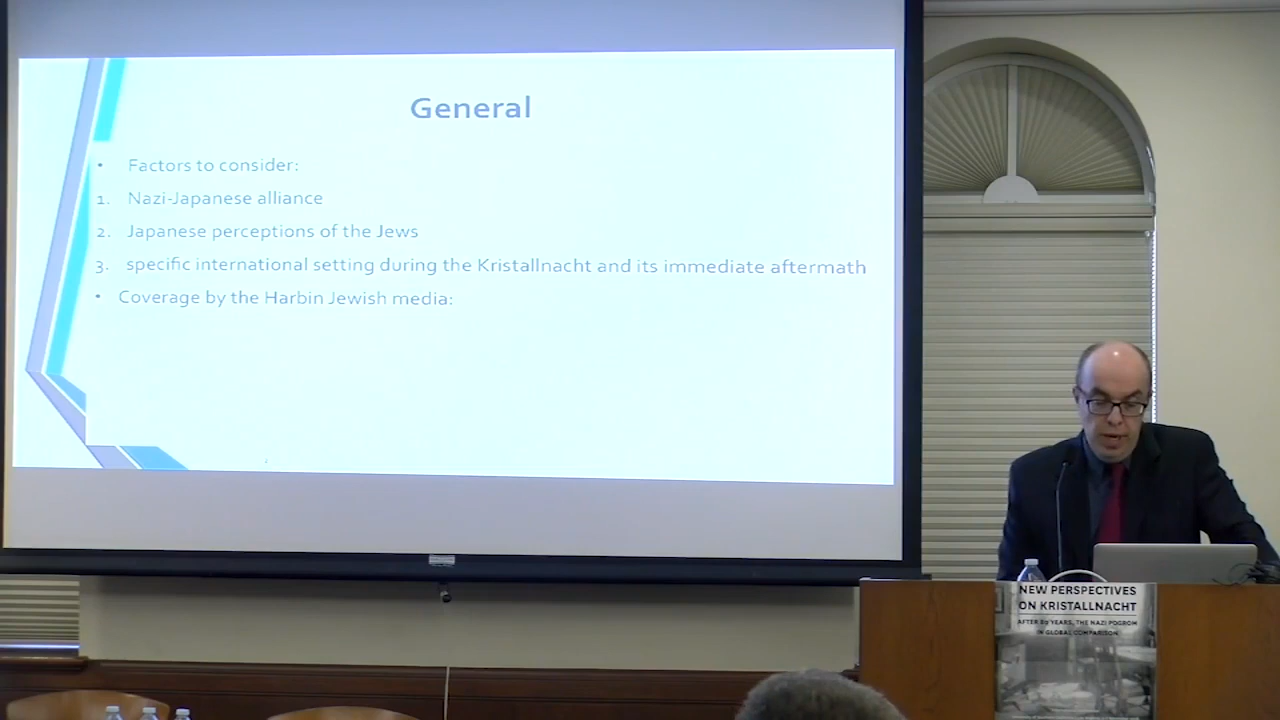 General
• Factors to consider:
1. Nazi-Japanese alliance
2. Japanese perceptions of the Jews
3. specific international setting during the Kristallnacht and its immediate aftermath
• Coverage by the Harbin Jewish media:
NEW PERSPECTIVES
ON KRISTALLNACHT
AFTER 80 YEARS, THE NAZI POGROM
IN GLOBAL COMPARISON